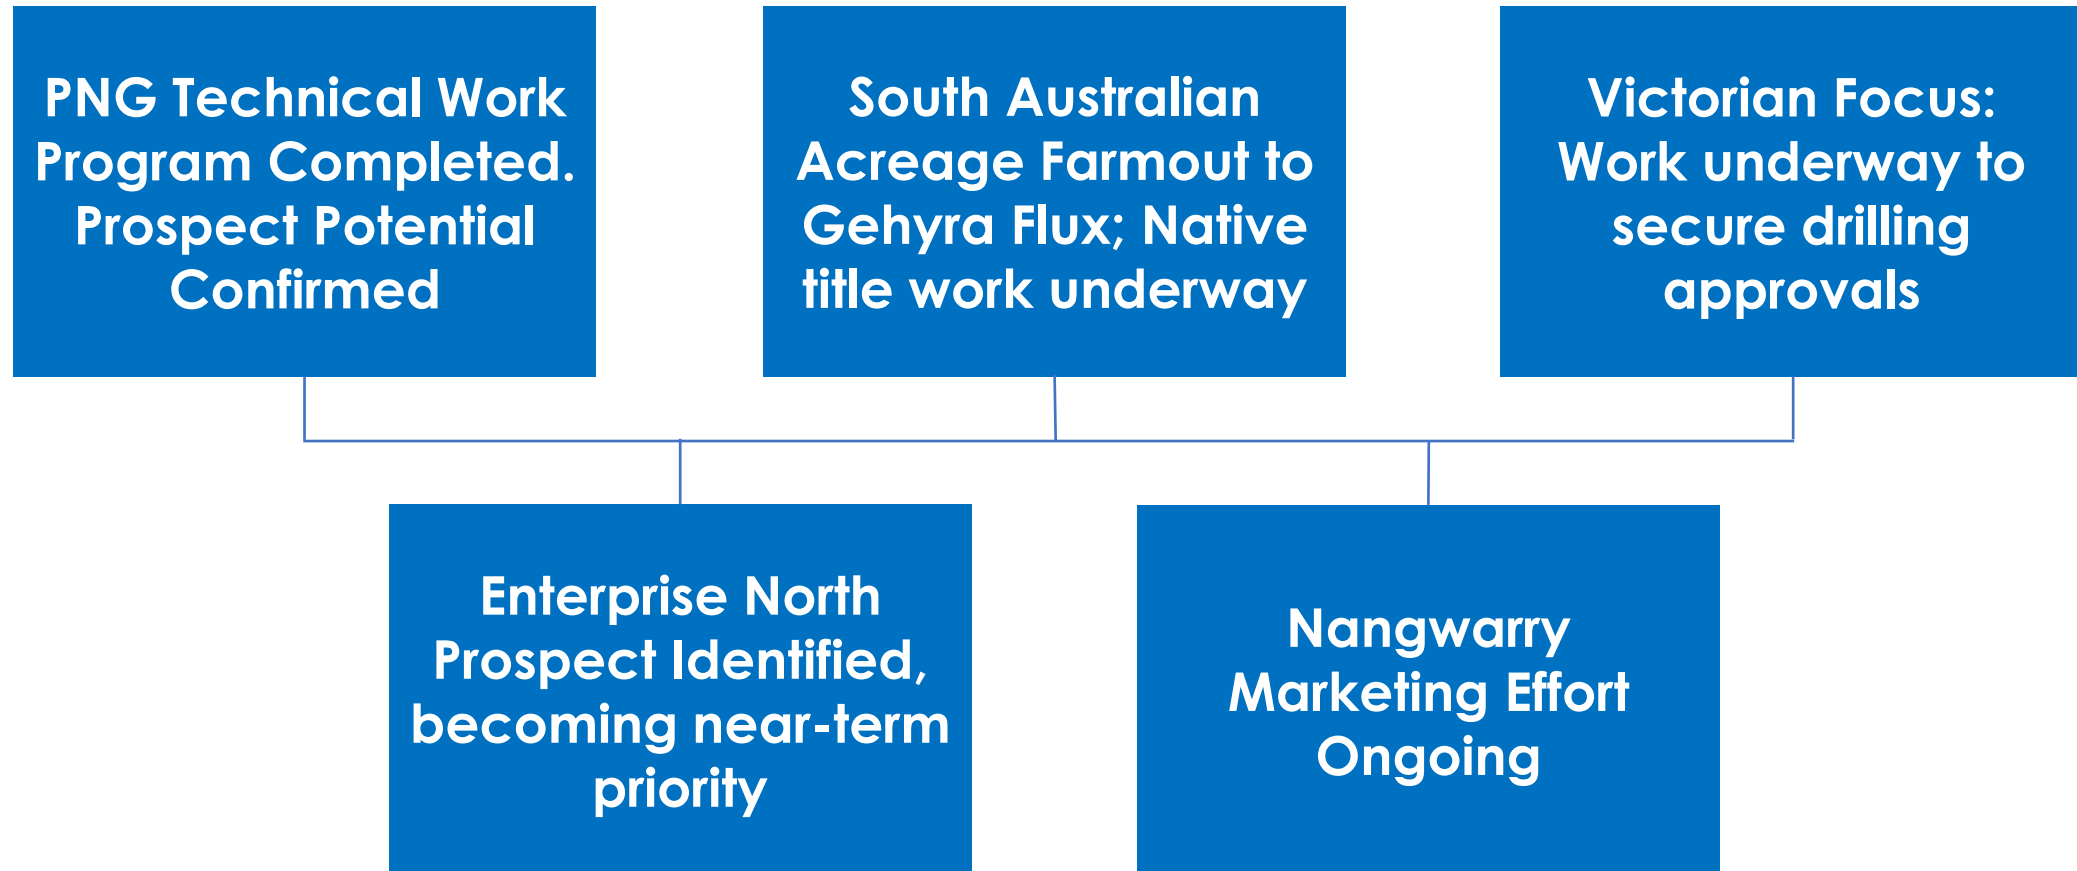 PNG Technical Work
Program Completed.
Prospect Potential
Confirmed
South Australian
Acreage Farmout to
Gehyra Flux; Native
title work underway
Victorian Focus:
Work underway to
secure drilling
approvals
Enterprise North
Prospect Identified,
becoming near-term
priority
Nangwarry
Marketing Effort
Ongoing